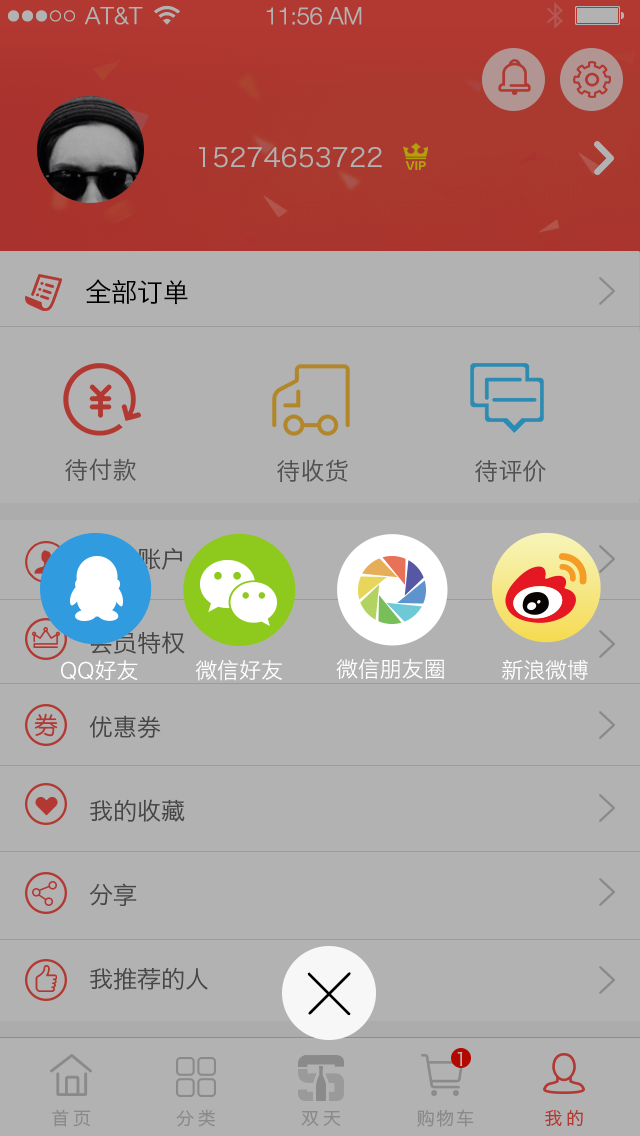 AT&T 11:56 AM
15274653722 VIP
全部订单
¥
待付款 待收货 待评价
账户
会员特权
QQ好友 微信好友 微信朋友圈 新浪微博
券 优惠券
我的收藏
分享
我推荐的人
1
首页 分类 双天 购物车 我的